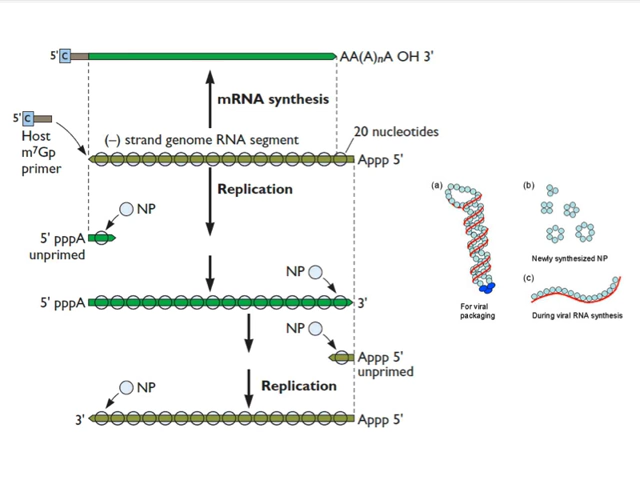 5' C AA(A)nA OH 3'
mRNA synthesis
5' C
Host
m⁷Gp
primer
(–) strand genome RNA segment
20 nucleotides
Appp 5'
Replication
NP
5' pppA
unprimed
NP
5' pppA 3'
NP
Appp 5'
unprimed
NP
Replication
3' Appp 5'
(a)
For viral
packaging
(b)
Newly synthesized NP
(c)
During viral RNA synthesis